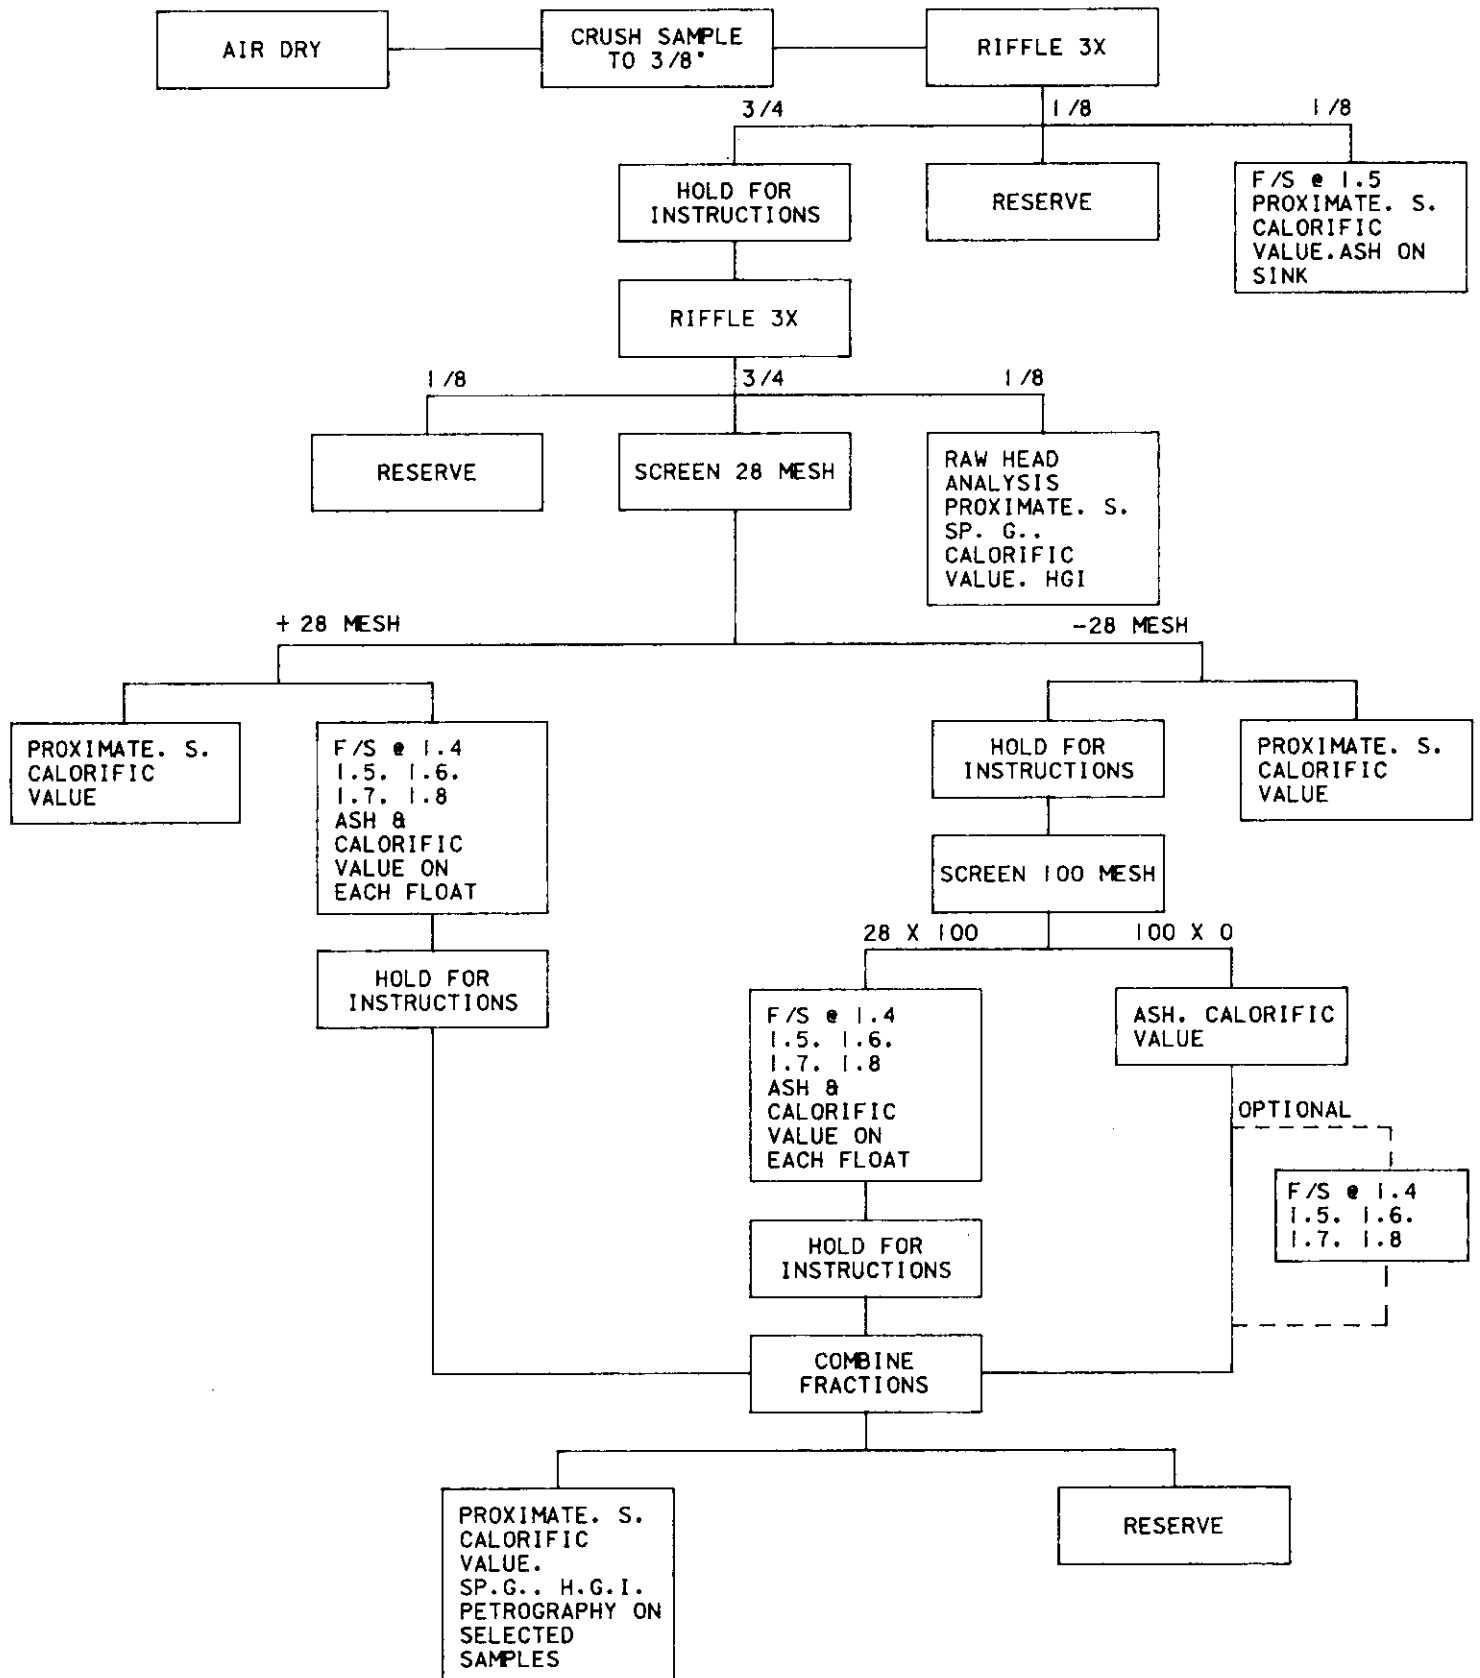 AIR DRY
CRUSH SAMPLE
TO 3/8"
RIFFLE 3X
3/4
1/8
1/8
HOLD FOR
INSTRUCTIONS
RESERVE
F/S @ 1.5
PROXIMATE. S.
CALORIFIC
VALUE.ASH ON
SINK
RIFFLE 3X
1/8
3/4
1/8
RESERVE
SCREEN 28 MESH
RAW HEAD
ANALYSIS
PROXIMATE. S.
SP. G..
CALORIFIC
VALUE. HGI
+ 28 MESH
-28 MESH
PROXIMATE. S.
CALORIFIC
VALUE
F/S @ 1.4
1.5. 1.6.
1.7. 1.8
ASH &
CALORIFIC
VALUE ON
EACH FLOAT
HOLD FOR
INSTRUCTIONS
PROXIMATE. S.
CALORIFIC
VALUE
SCREEN 100 MESH
28 X 100
100 X 0
HOLD FOR
INSTRUCTIONS
F/S @ 1.4
1.5. 1.6.
1.7. 1.8
ASH &
CALORIFIC
VALUE ON
EACH FLOAT
ASH. CALORIFIC
VALUE
OPTIONAL
F/S @ 1.4
1.5. 1.6.
1.7. 1.8
HOLD FOR
INSTRUCTIONS
COMBINE
FRACTIONS
PROXIMATE. S.
CALORIFIC
VALUE.
SP.G.. H.G.I.
PETROGRAPHY ON
SELECTED
SAMPLES
RESERVE